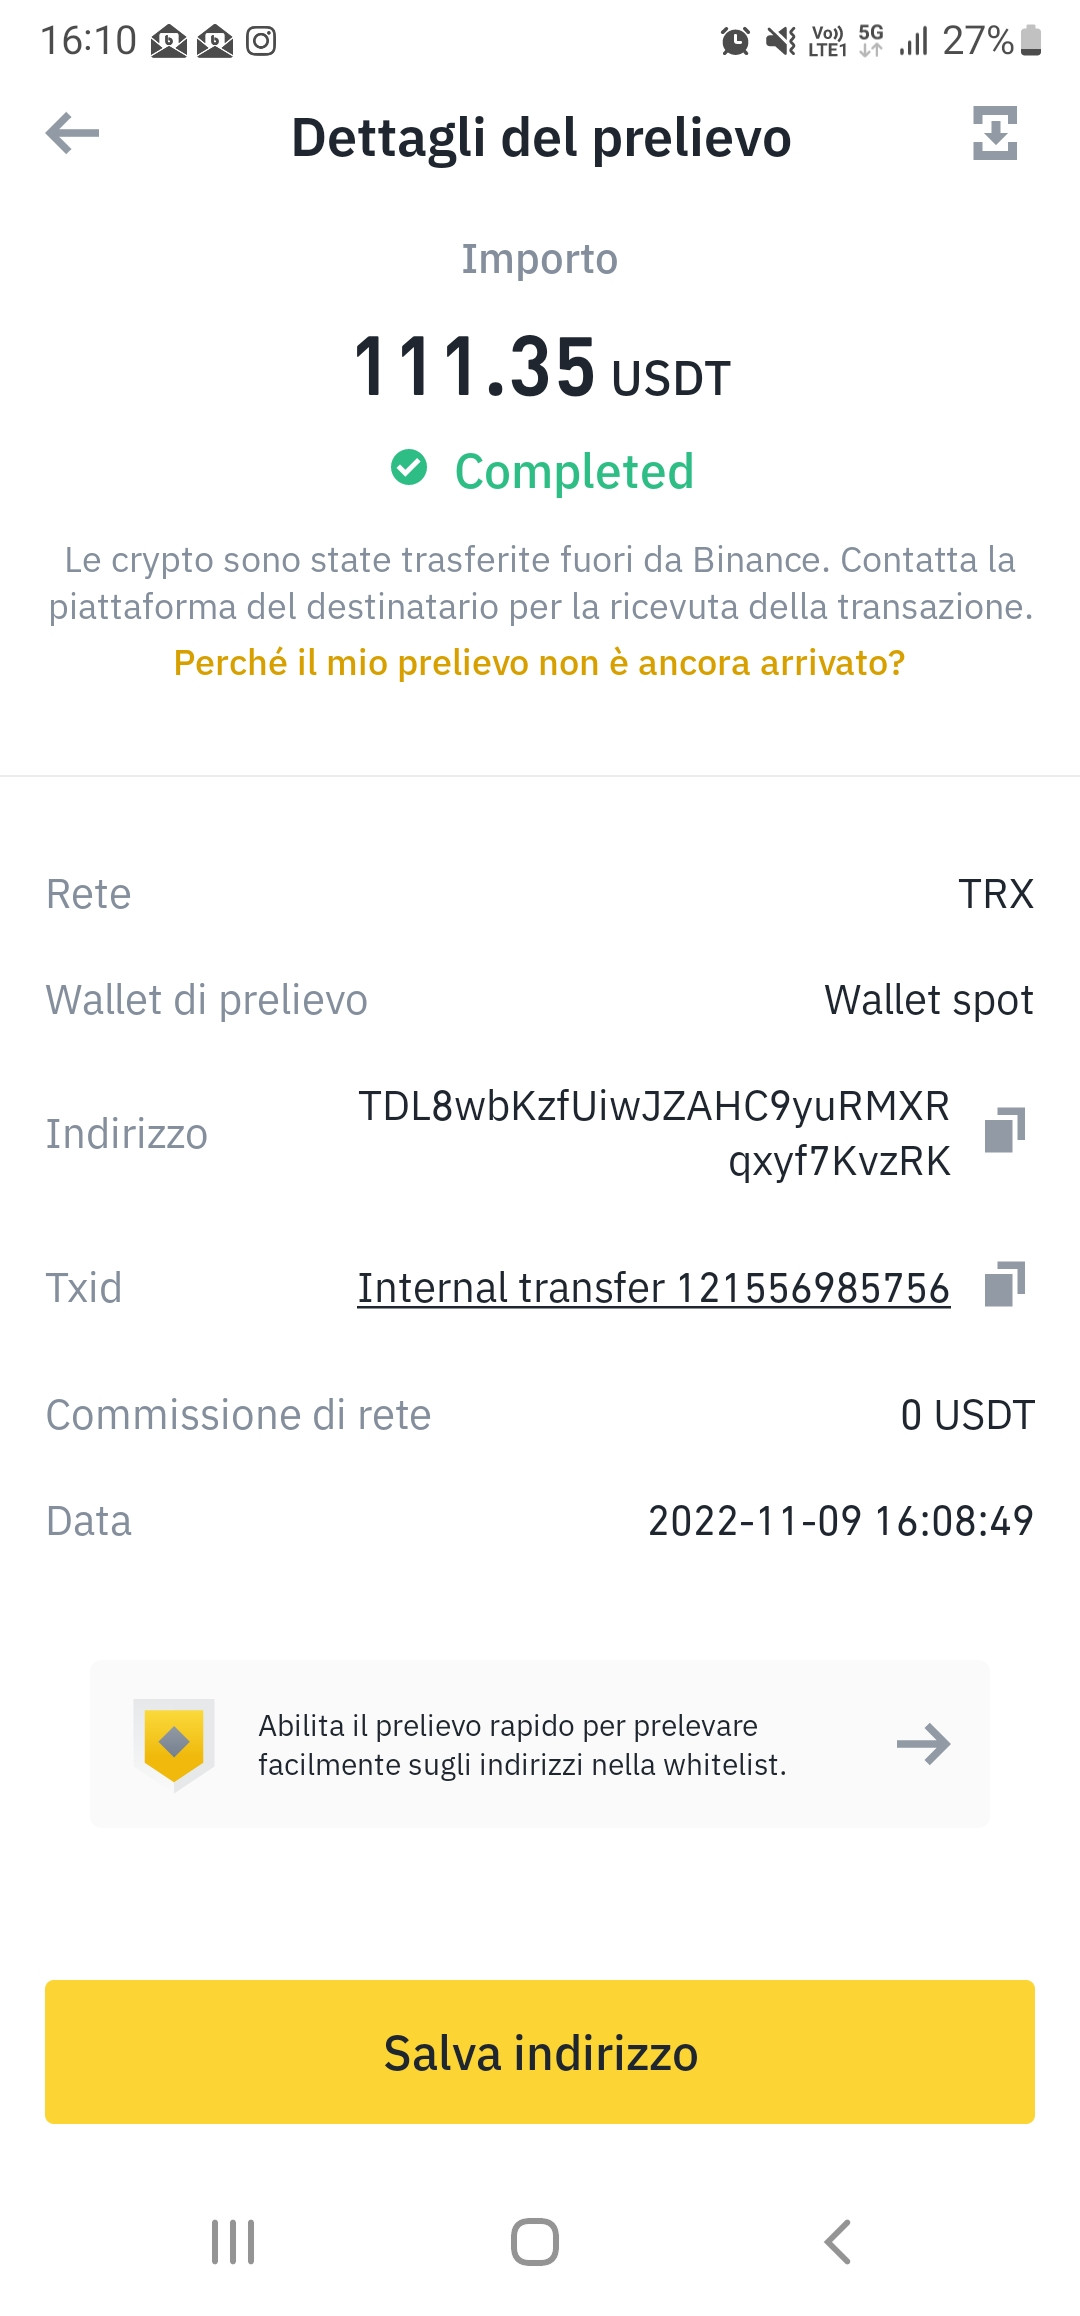 16:10 Vo)) LTE1 5G 27%
Dettagli del prelievo
Importo
111.35 USDT
Completed
Le crypto sono state trasferite fuori da Binance. Contatta la
piattaforma del destinatario per la ricevuta della transazione.
Perché il mio prelievo non è ancora arrivato?
Rete TRX
Wallet di prelievo Wallet spot
Indirizzo TDL8wbKzfUiwJZAHC9yuRMXR
qxyf7KvzRK
Txid Internal transfer 121556985756
Commissione di rete 0 USDT
Data 2022-11-09 16:08:49
Abilita il prelievo rapido per prelevare
facilmente sugli indirizzi nella whitelist.
Salva indirizzo